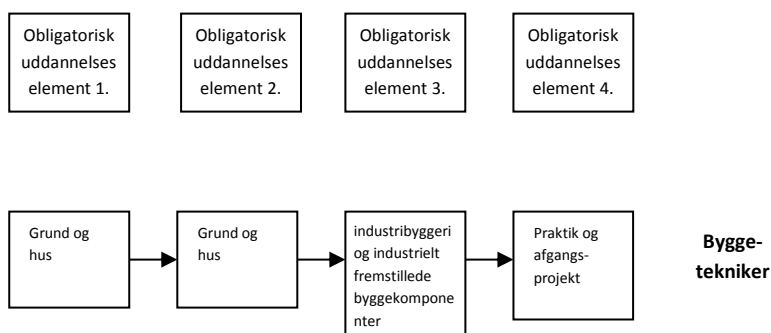 Obligatorisk
uddannelses
element 1.
Obligatorisk
uddannelses
element 2.
Obligatorisk
uddannelses
element 3.
Obligatorisk
uddannelses
element 4.
Grund og
hus
Grund og
hus
industribyggeri
og industrielt
fremstillede
byggekompone
nter
Praktik og
afgangs-
projekt
Bygge-
tekniker